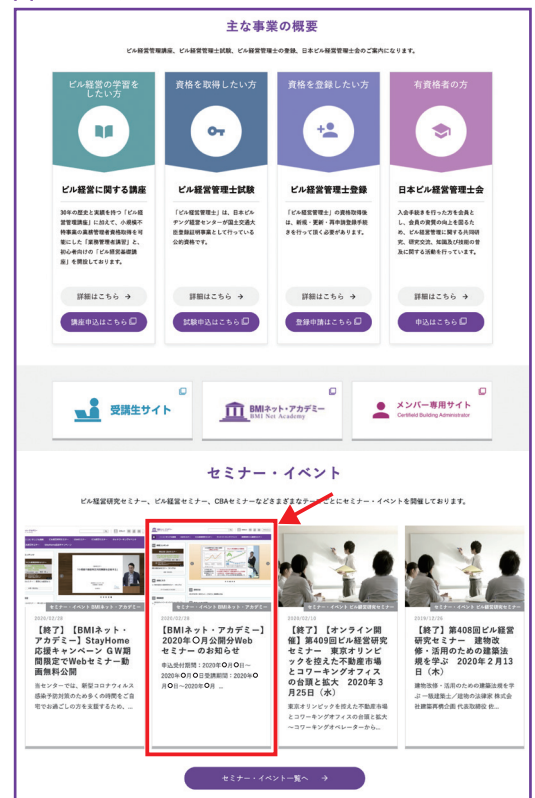 主な事業の概要
ビル経営管理講座、ビル経営管理士試験、ビル経営管理士の登録、日本ビル経営管理士会のご案内になります。
ビル経営の学習を
したい方
ビル経営に関する講座
30年の歴史と実績を持つ「ビル経
営管理講座」に加えて、小規模不
特事業の業務管理者資格取得を可
能にした「業務管理者講習」と、
初心者向けの「ビル経営基礎講
座」を開設しております。
詳細はこちら →
講座申込はこちら
資格を取得したい方
ビル経営管理士試験
「ビル経営管理士」は、日本ビル
ヂング経営センターが国土交通大
臣登録証明事業として行っている
公的資格です。
詳細はこちら →
試験申込はこちら
資格を登録したい方
ビル経営管理士登録
「ビル経営管理士」の資格取得後
は、新規・更新・再申請登録手続
きを行って頂く必要があります。
詳細はこちら →
登録申請はこちら
有資格者の方
日本ビル経営管理士会
入会手続きを行った方を会員と
し、会員の資質の向上を図るた
め、ビル経営管理に関する共同研
究、研究交流、知識及び技能の普
及に関する活動を行っています。
詳細はこちら →
申込はこちら
受講生サイト
BMIネット・アカデミー
BMI Net Academy
メンバー専用サイト
Certified Building Administrator
セミナー・イベント
ビル経営研究セミナー、ビル経営セミナー、CBAセミナーなどさまざまなテーマごとにセミナー・イベントを開催しております。
セミナー・イベント BMIネット・アカデミー
【終了】【BMIネット・
アカデミー】StayHome
応援キャンペーン GW期
間限定でWebセミナー動
画無料公開
当センターでは、新型コロナウィルス
感染予防対策のため多くの時間をご自
宅でお過ごしの方を支援するため、...
セミナー・イベント BMIネット・アカデミー
【BMIネット・アカデミー】
2020年〇月公開分Web
セミナー のお知らせ
申込受付期間：2020年〇月〇日～
2020年〇月〇日受講期間：2020年〇
月〇日～2020年〇月 ...
セミナー・イベント ビル経営研究セミナー
【終了】【オンライン開
催】第409回ビル経営研究
セミナー 東京オリンピッ
クを控えた不動産市場
とコワーキングオフィス
の台頭と拡大 2020年3
月25日（水）
東京オリンピックを控えた不動産市場
とコワーキングオフィスの台頭と拡大
～コワーキングオペレーターから...
セミナー・イベント ビル経営研究セミナー
【終了】第408回ビル経営
研究セミナー 建物改
修・活用のための建築法
規を学ぶ 2020年2月13
日（木）
建物改修・活用のための建築法規を学
ぶ 一級建築士／建物の法律家 株式会
社建築再構企画 代表取締役 佐...
セミナー・イベント一覧へ →